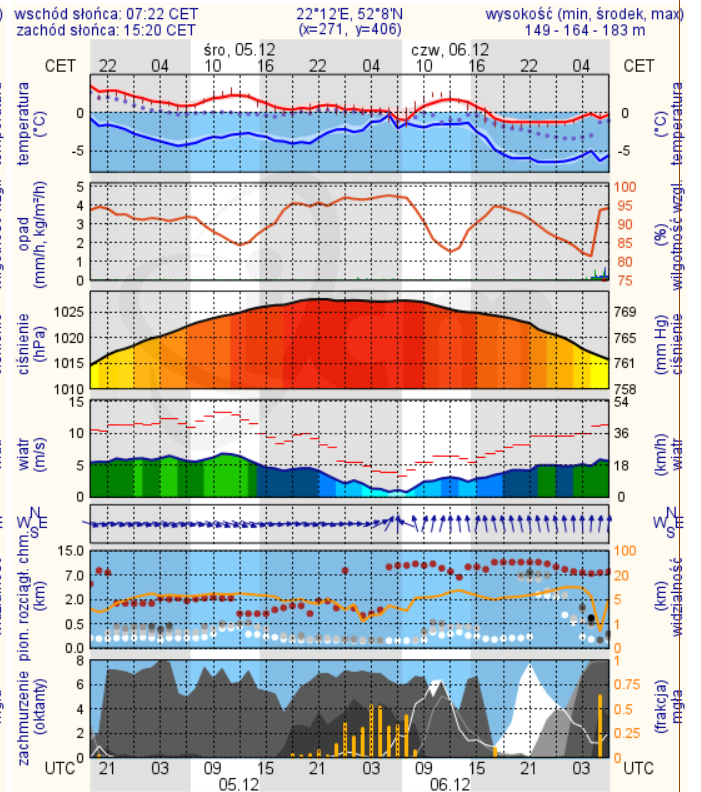 wschód słońca: 07:22 CET 22°12'E, 52°8'N wysokość (min, środek, max)
zachód słońca: 15:20 CET (x=271, y=406) 149 - 164 - 183 m
śro, 05.12 czw, 06.12
CET 22 04 10 16 22 04 10 16 22 04 CET
temperatura
(°C)
0
-5
0
-5
(°C)
temperatura
opad
(mm/h, kg/m²/h)
5
4
3
2
1
0
100
95
90
85
80
75
(%)
wilgotność wzgl.
ciśnienie
(hPa)
1025
1020
1015
1010
769
765
761
758
(mm Hg)
ciśnienie
wiatr
(m/s)
15
10
5
0
54
36
18
0
(km/h)
wiatr
N
W E
S
N
W E
S
pion. rozciągł. chm.
(km)
15.0
7.0
2.0
0.5
0.0
100
20
5
1
0
(km)
widzialność
zachmurzenie
(oktanty)
8
6
4
2
0
1
0.75
0.5
0.25
0
(frakcja)
mgła
UTC 21 03 09 15 21 03 09 15 21 03 UTC
05.12 06.12